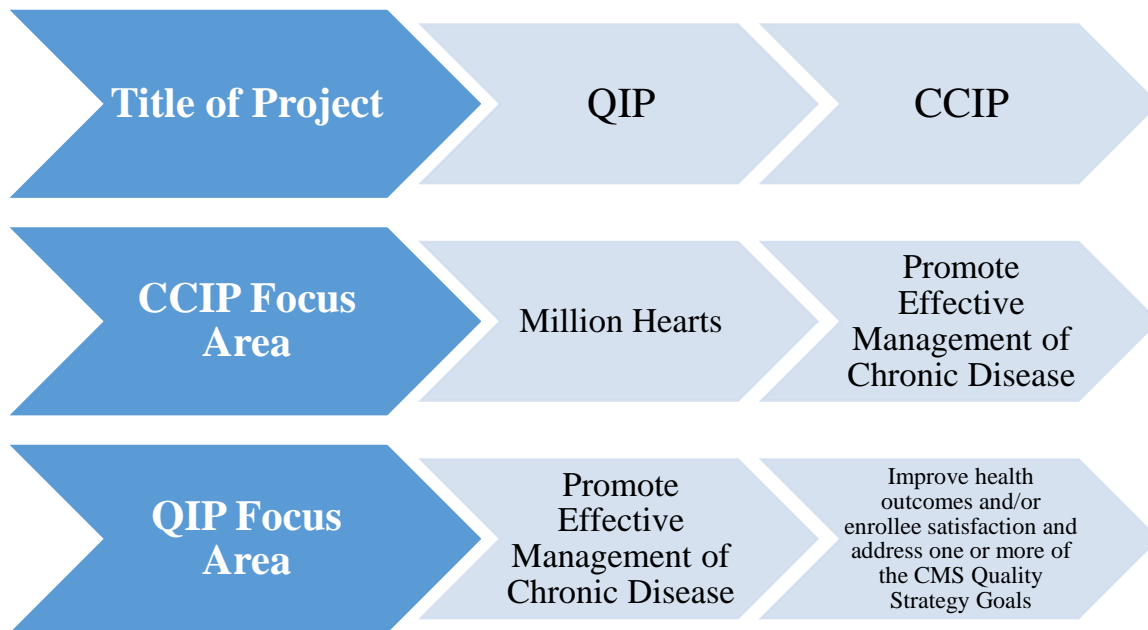 Title of Project
QIP
CCIP
CCIP Focus
Area
Million Hearts
Promote
Effective
Management of
Chronic Disease
QIP Focus
Area
Promote
Effective
Management of
Chronic Disease
Improve health
outcomes and/or
enrollee satisfaction and
address one or more of
the CMS Quality
Strategy Goals